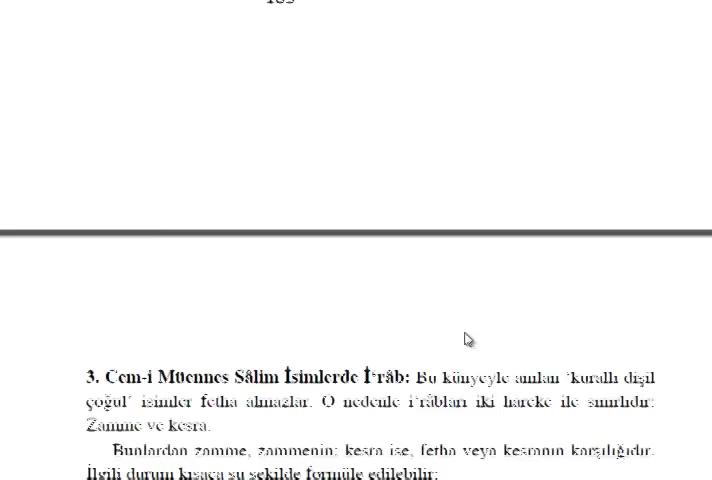 3. Cem-i Müennes Sâlim İsimlerde İ'râb: Bu künyeyle anılan 'kurallı dişil
çoğul' isimler fetha almazlar. O nedenle i'râbları iki hareke ile sınırlıdır:
Zamme ve kesra.
Bunlardan zamme, zammenin; kesra ise, fetha veya kesranın karşılığıdır.
İlgili durum kısaca şu şekilde formüle edilebilir: